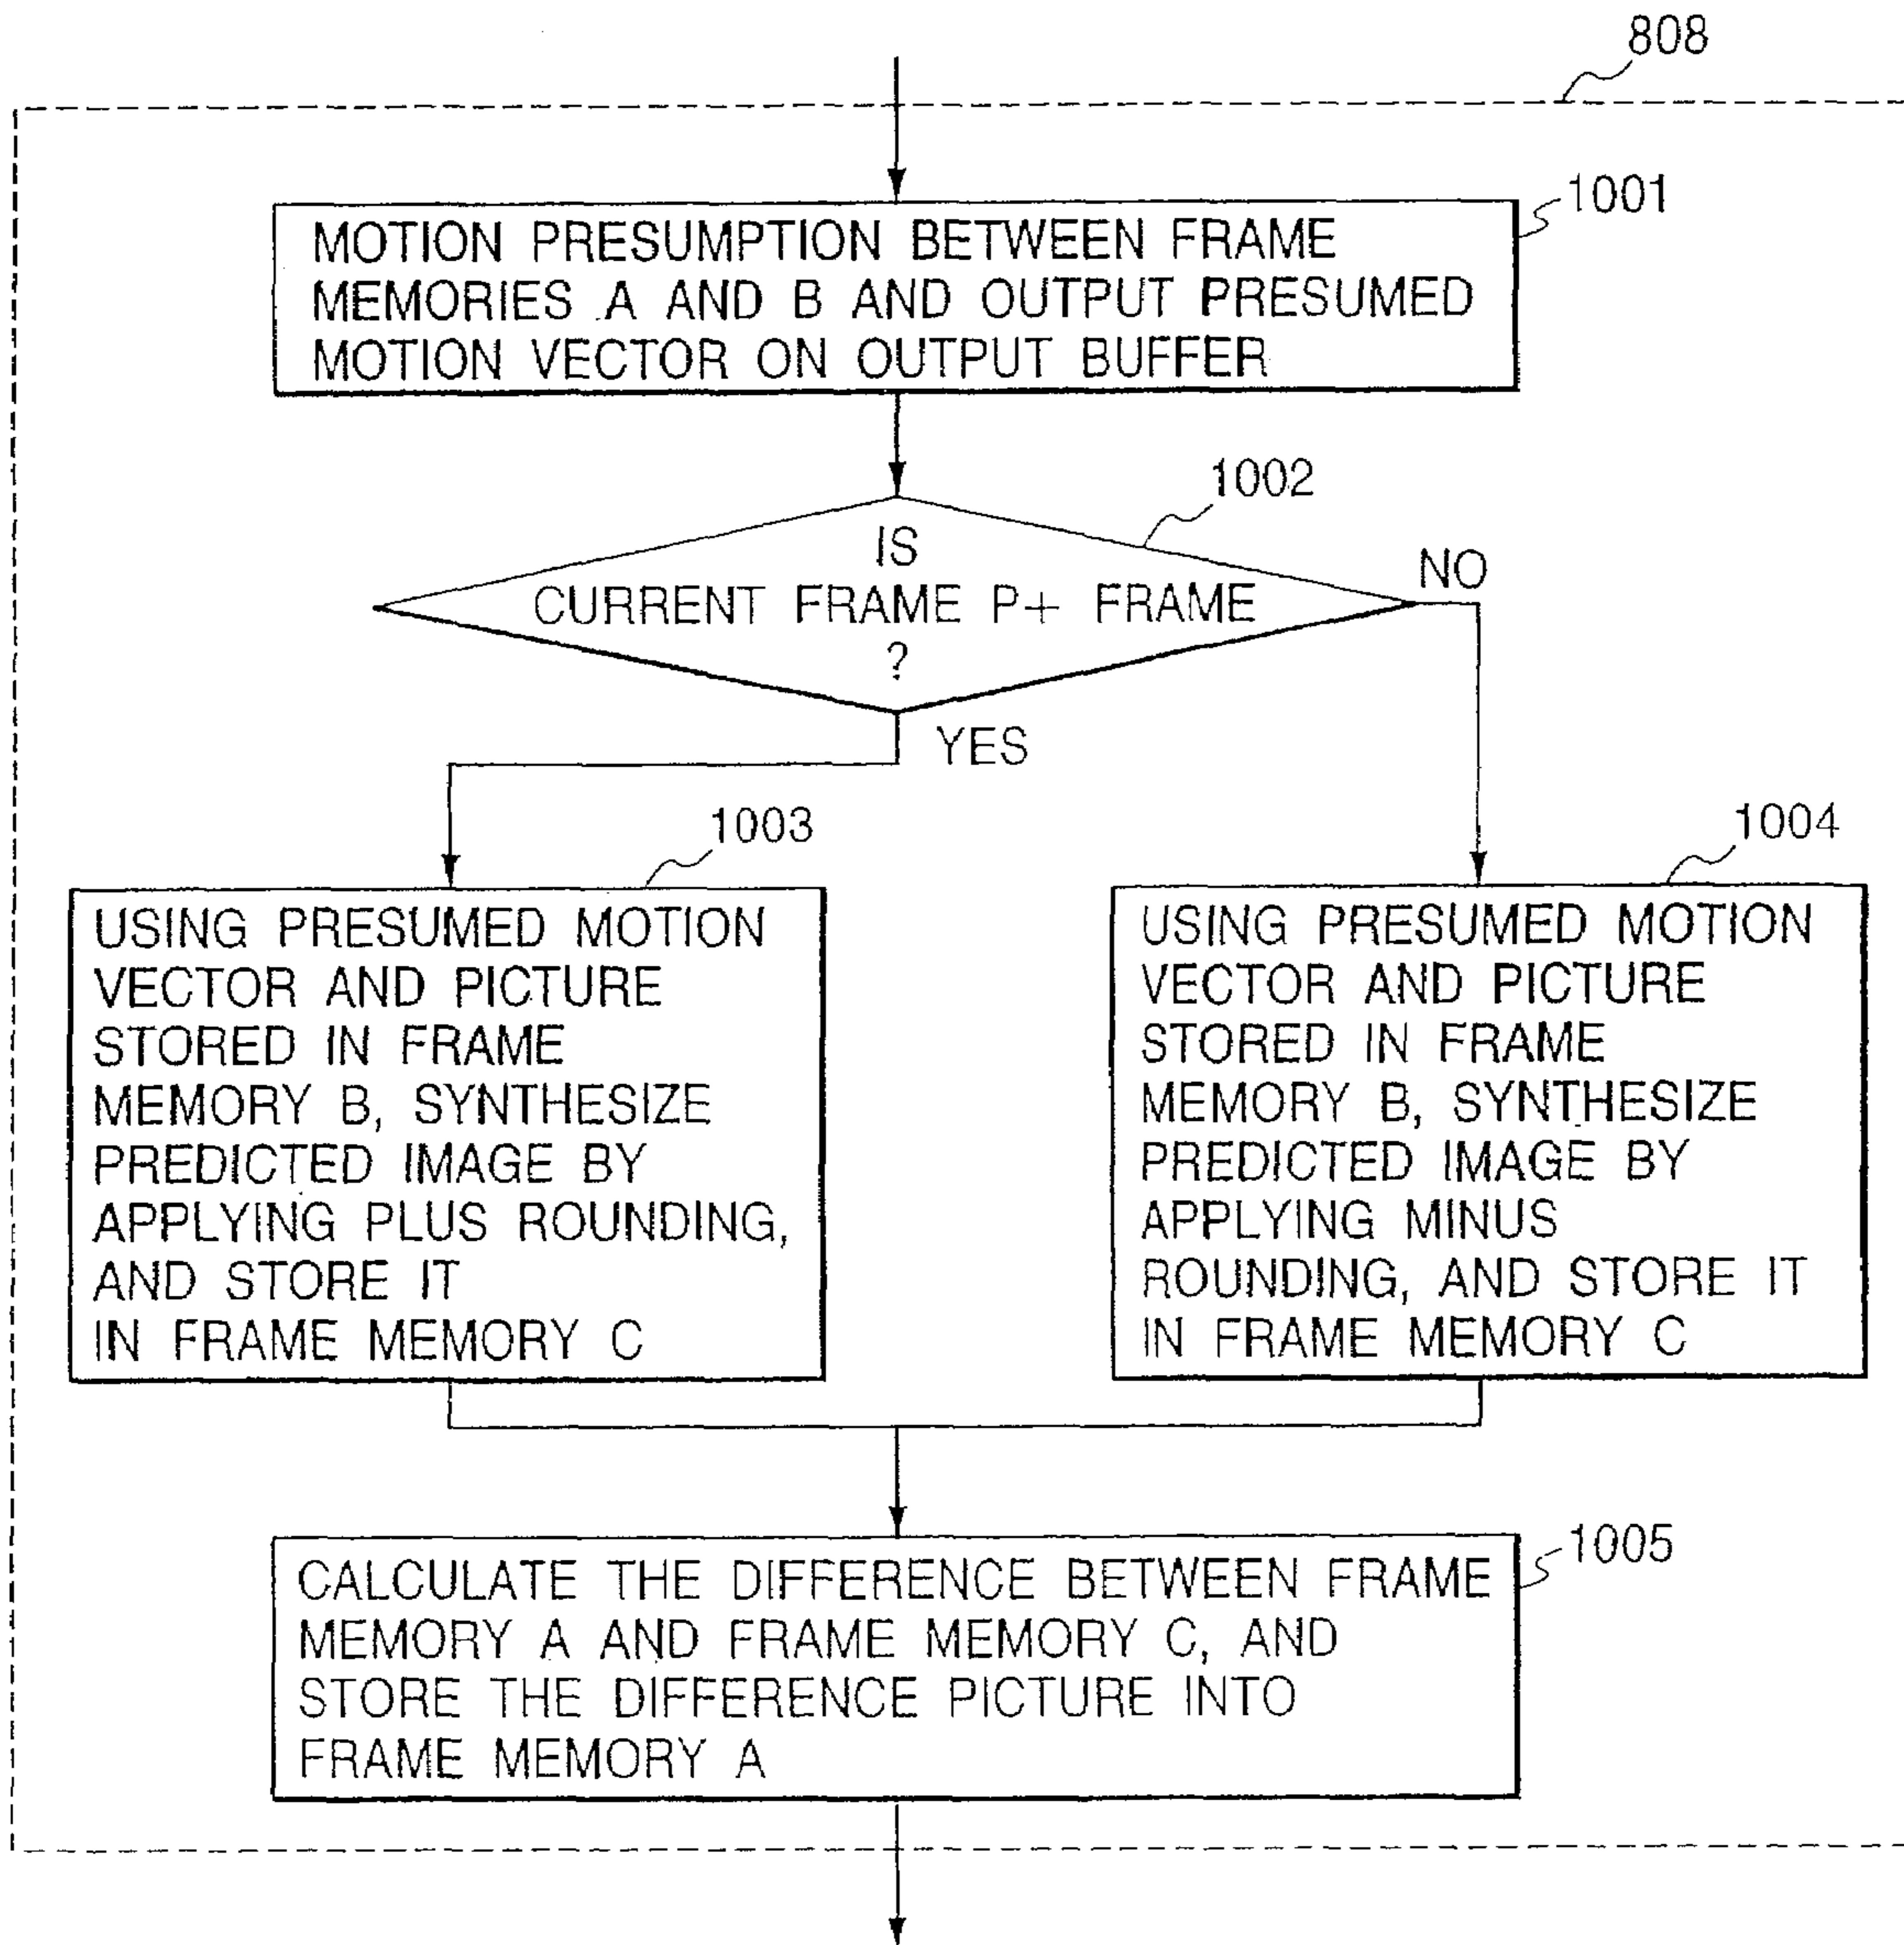 808
1001
MOTION PRESUMPTION BETWEEN FRAME
MEMORIES A AND B AND OUTPUT PRESUMED
MOTION VECTOR ON OUTPUT BUFFER
1002
IS
CURRENT FRAME P+ FRAME
?
NO
YES
1003
USING PRESUMED MOTION
VECTOR AND PICTURE
STORED IN FRAME
MEMORY B, SYNTHESIZE
PREDICTED IMAGE BY
APPLYING PLUS ROUNDING,
AND STORE IT
IN FRAME MEMORY C
1004
USING PRESUMED MOTION
VECTOR AND PICTURE
STORED IN FRAME
MEMORY B, SYNTHESIZE
PREDICTED IMAGE BY
APPLYING MINUS
ROUNDING, AND STORE IT
IN FRAME MEMORY C
1005
CALCULATE THE DIFFERENCE BETWEEN FRAME
MEMORY A AND FRAME MEMORY C, AND
STORE THE DIFFERENCE PICTURE INTO
FRAME MEMORY A